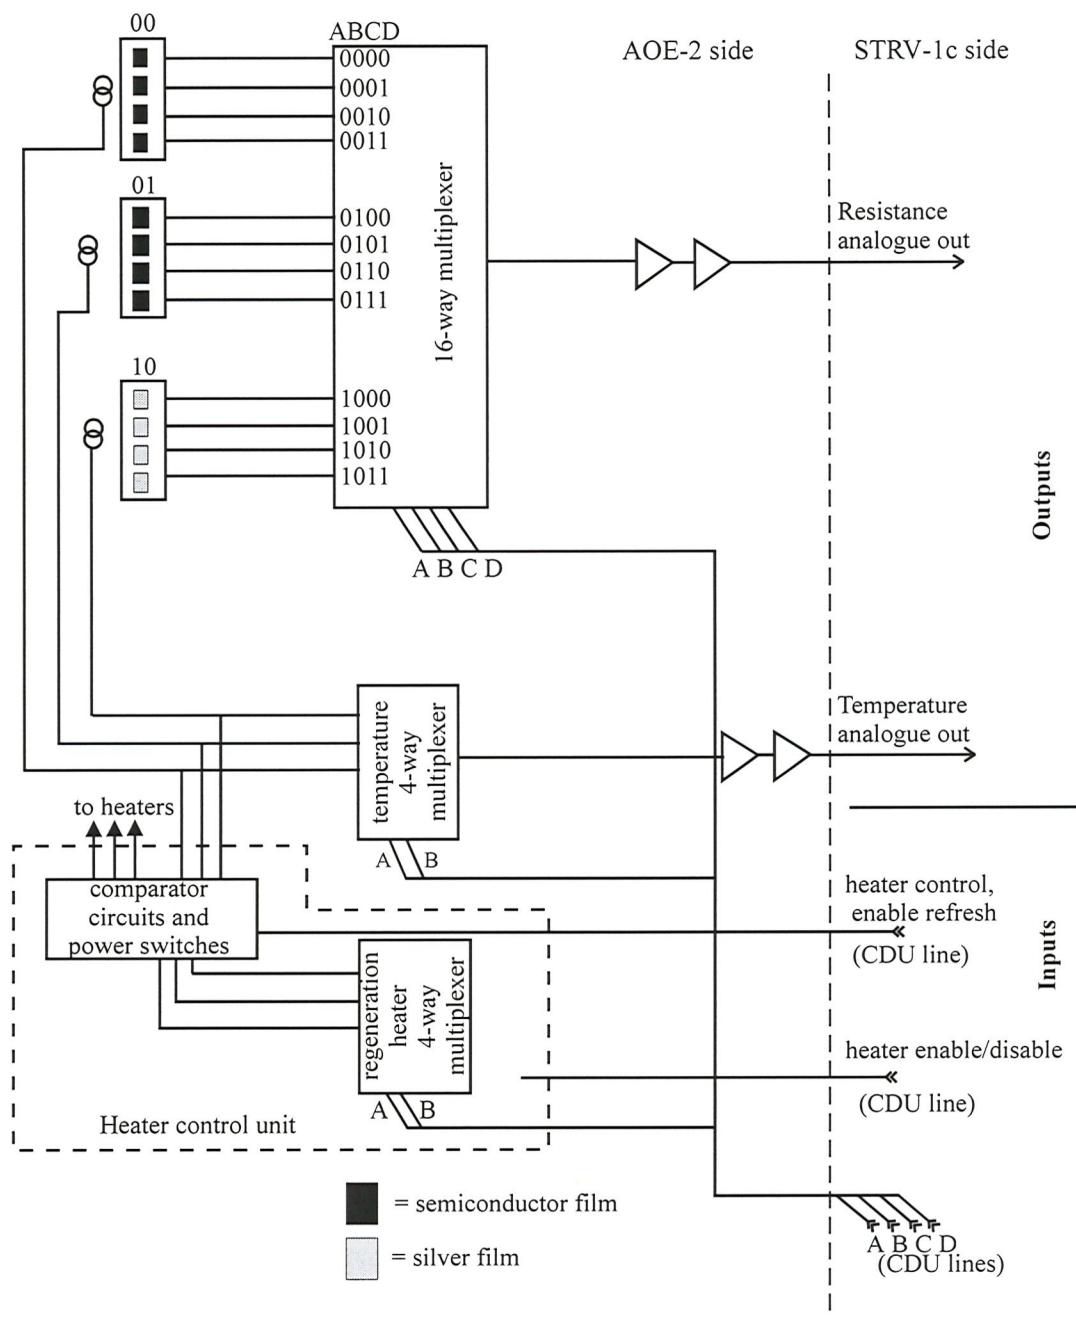 00
ABCD
AOE-2 side
STRV-1c side
0000
0001
0010
0011
01
0100
0101
0110
0111
16-way multiplexer
Resistance
analogue out
10
1000
1001
1010
1011
Outputs
A B C D
temperature
4-way
multiplexer
Temperature
analogue out
to heaters
A B
comparator
circuits and
power switches
heater control,
enable refresh
(CDU line)
Inputs
regeneration
heater
4-way
multiplexer
heater enable/disable
(CDU line)
A B
Heater control unit
= semiconductor film
= silver film
A B C D
(CDU lines)